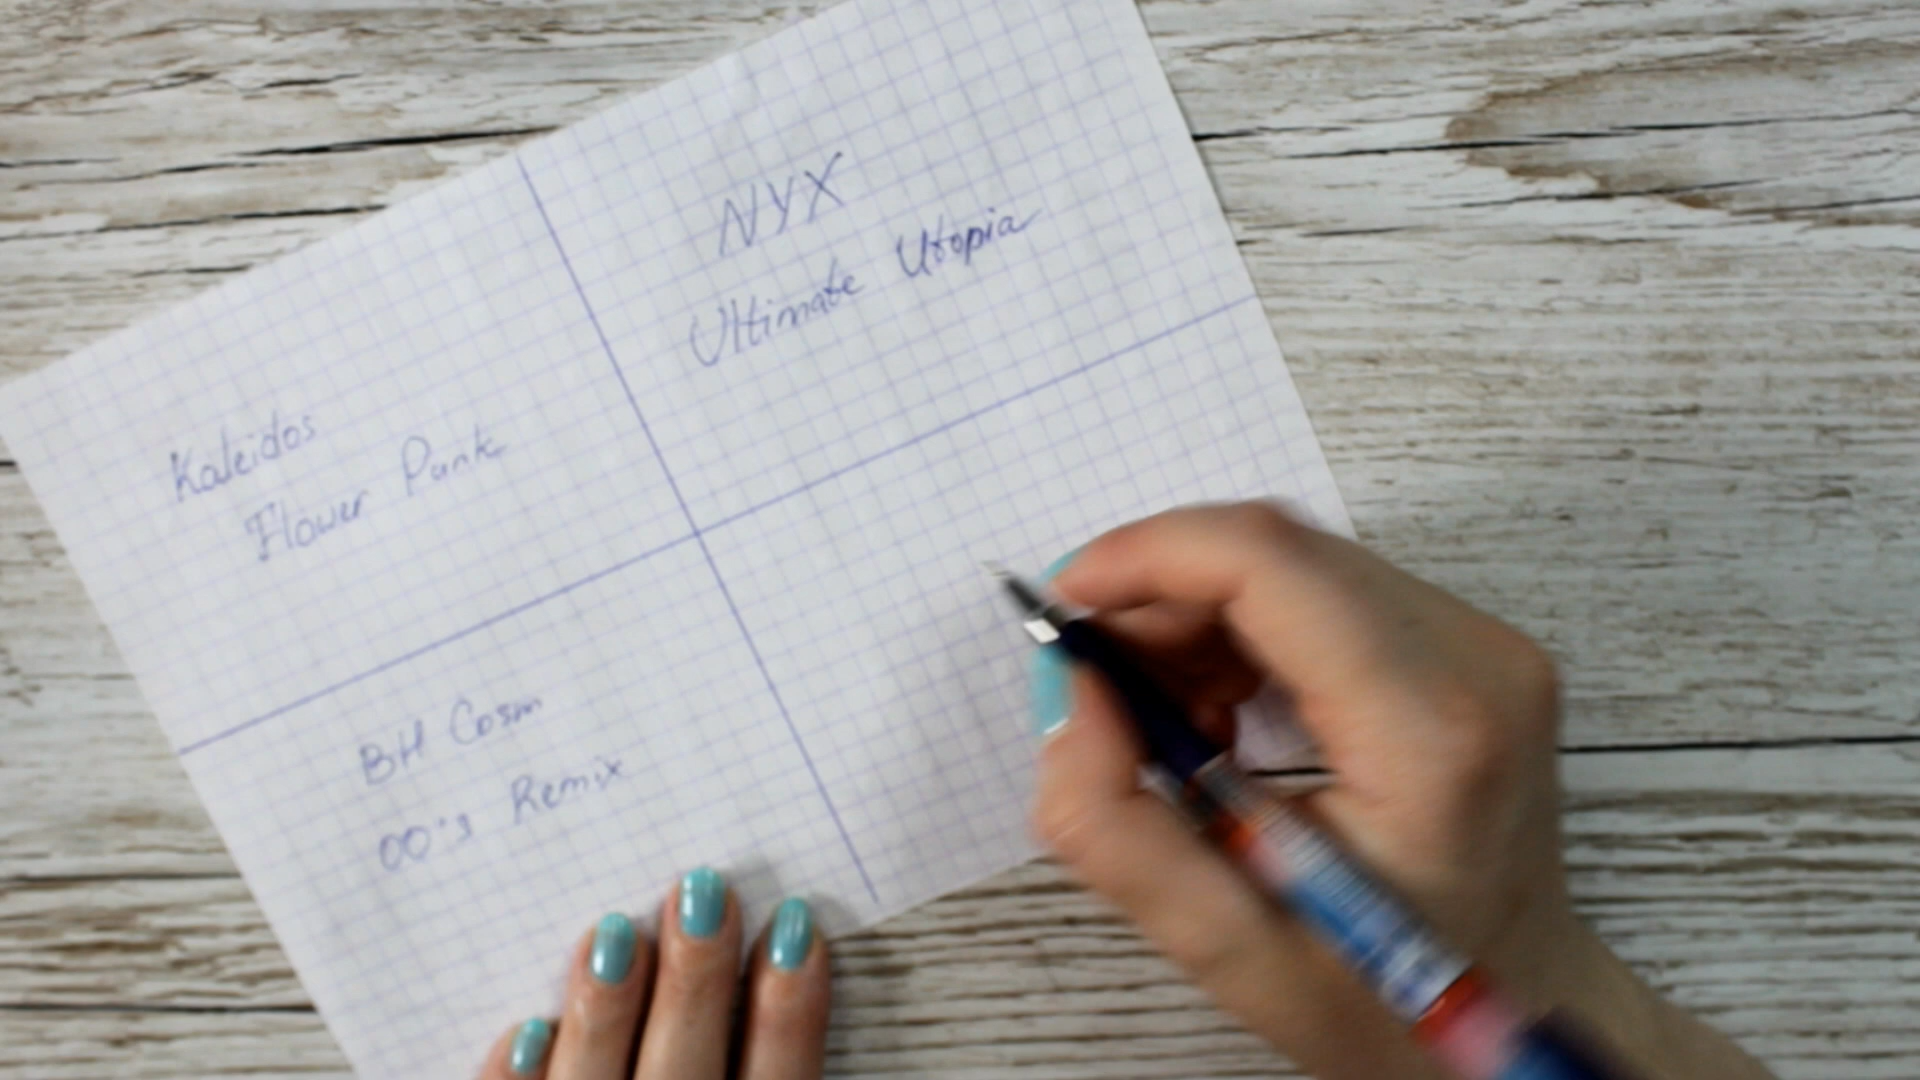 Kaleidos
Flower Punk
NYX
Ultimate Utopia
BH Cosm
00's Remix